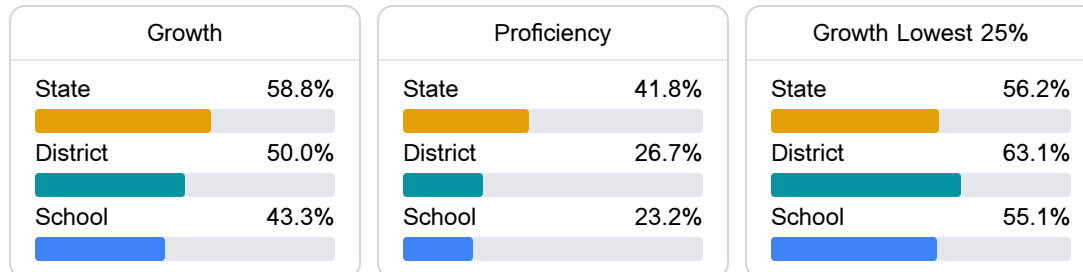 Growth
State 58.8%
District 50.0%
School 43.3%
Proficiency
State 41.8%
District 26.7%
School 23.2%
Growth Lowest 25%
State 56.2%
District 63.1%
School 55.1%